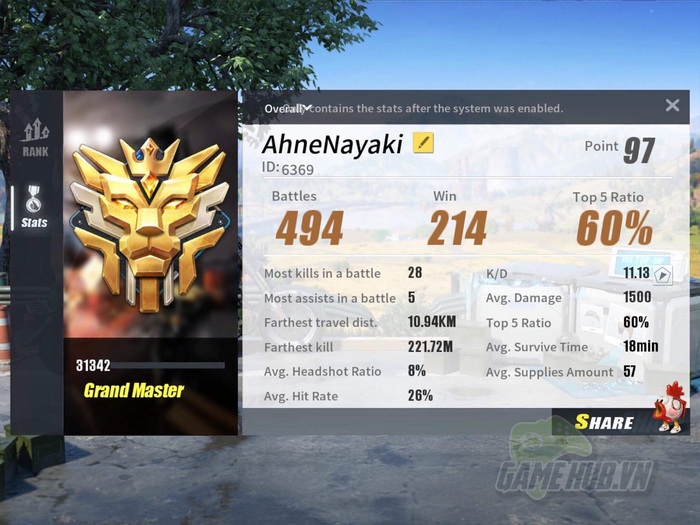 RANK
Stats
31342
Grand Master
Overall
contains the stats after the system was enabled.
AhneNayaki
ID: 6369
Point 97
Battles Win Top 5 Ratio
494 214 60%
Most kills in a battle 28 K/D 11.13
Most assists in a battle 5 Avg. Damage 1500
Farthest travel dist. 10.94KM Top 5 Ratio 60%
Farthest kill 221.72M Avg. Survive Time 18min
Avg. Headshot Ratio 8% Avg. Supplies Amount 57
Avg. Hit Rate 26%
SHARE
GAMEHUB.VN